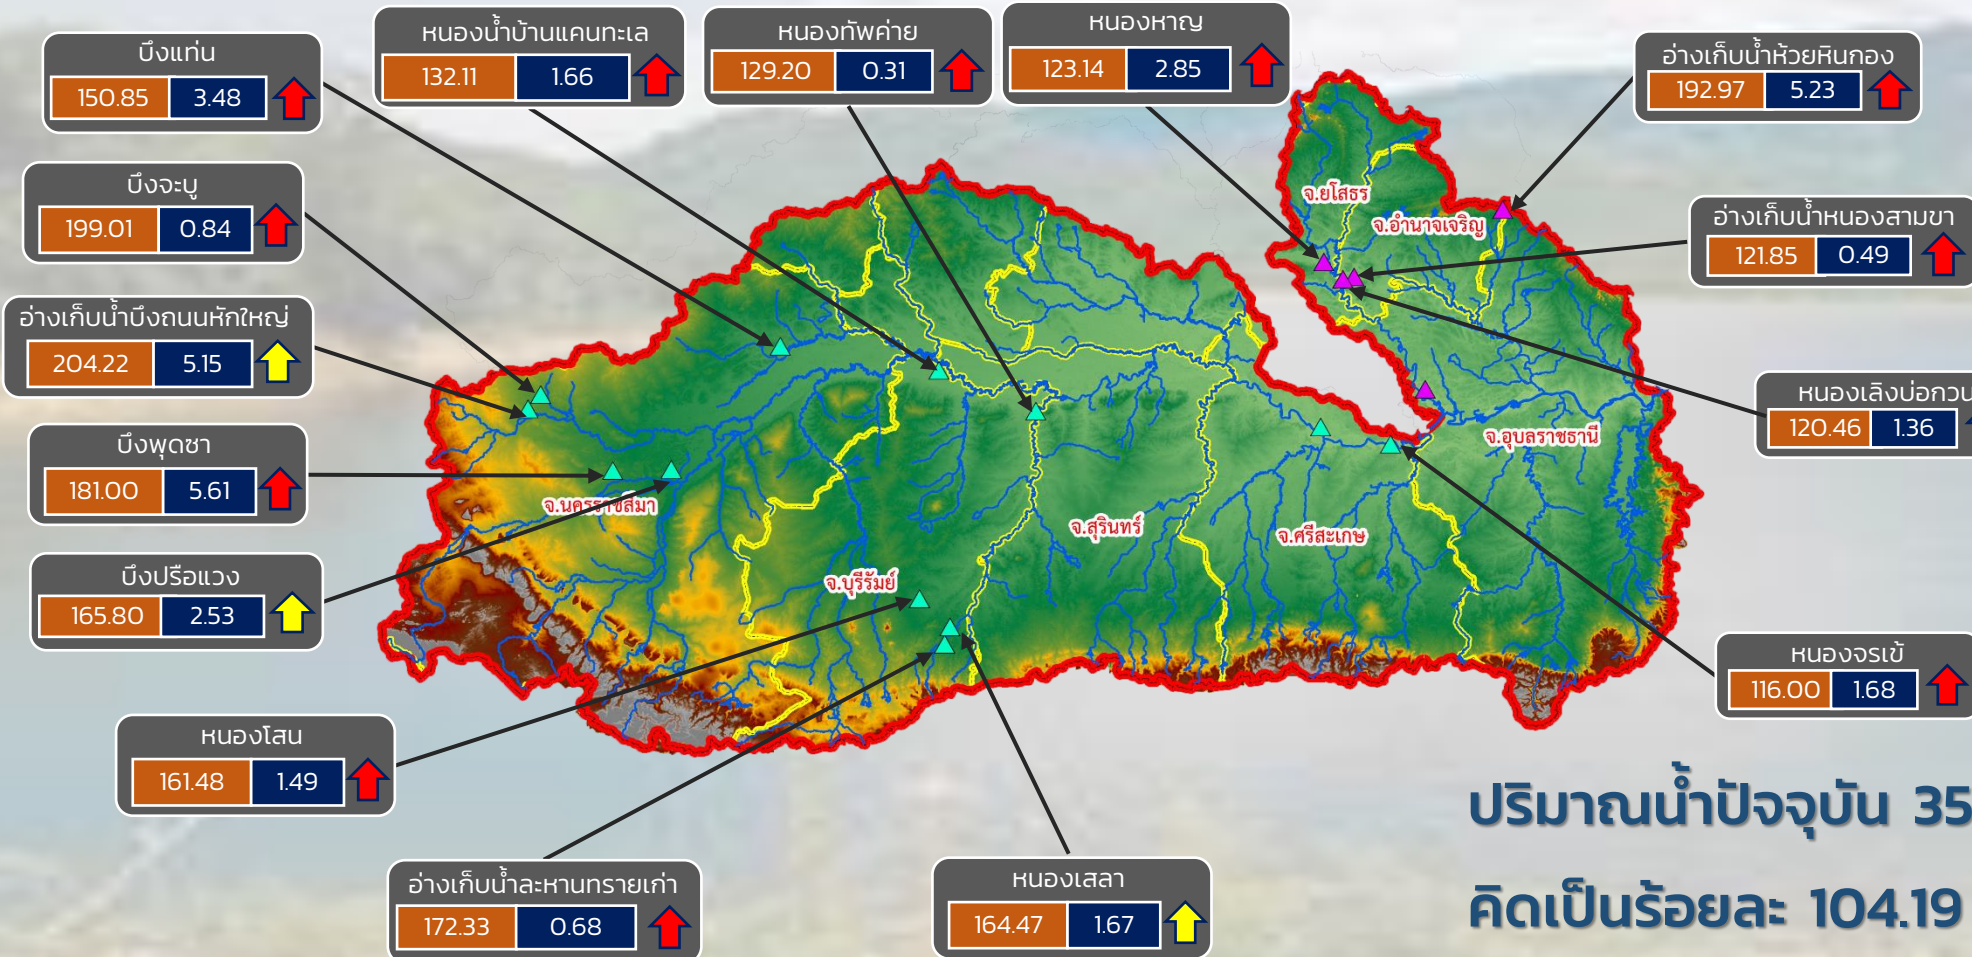 บึงแท่น
150.85 3.48
หนองน้ำบ้านแคนทะเล
132.11 1.66
หนองทัพค่าย
129.20 0.31
หนองหาญ
123.14 2.85
อ่างเก็บน้ำห้วยหินกอง
192.97 5.23
บึงจะบู
199.01 0.84
อ่างเก็บน้ำหนองสามขา
121.85 0.49
อ่างเก็บน้ำบึงถนนหักใหญ่
204.22 5.15
หนองเลิงบ่อกวน
120.46 1.36
บึงพุดซา
181.00 5.61
บึงปรือแวง
165.80 2.53
หนองจรเข้
116.00 1.68
หนองโสน
161.48 1.49
อ่างเก็บน้ำละหานทรายเก่า
172.33 0.68
หนองเสลา
164.47 1.67
จ.ยโสธร
จ.อำนาจเจริญ
จ.อุบลราชธานี
จ.นครราชสีมา
จ.สุรินทร์
จ.ศรีสะเกษ
จ.บุรีรัมย์
ปริมาณน้ำปัจจุบัน 35
คิดเป็นร้อยละ 104.19